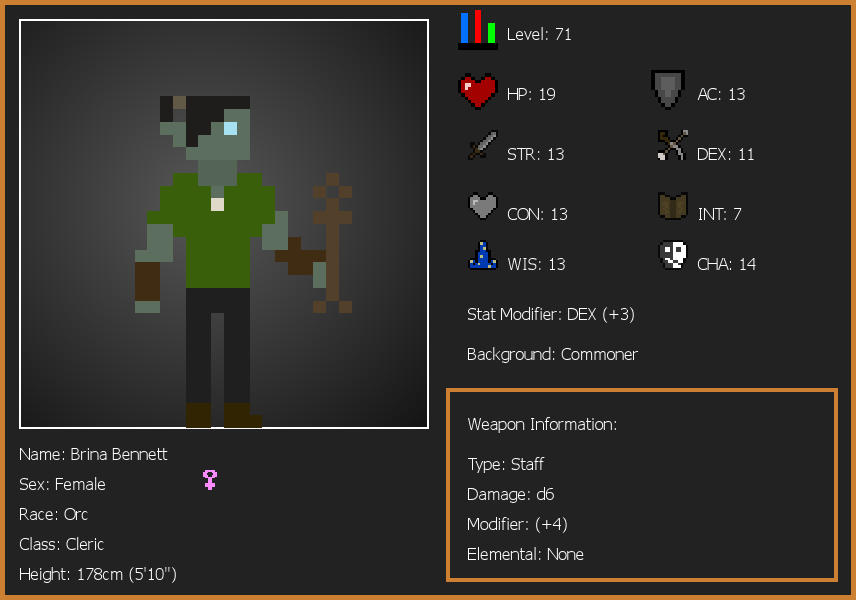 Level: 71
HP: 19
AC: 13
STR: 13
DEX: 11
CON: 13
INT: 7
WIS: 13
CHA: 14
Stat Modifier: DEX (+3)
Background: Commoner
Weapon Information:
Type: Staff
Damage: d6
Modifier: (+4)
Elemental: None
Name: Brina Bennett
Sex: Female
Race: Orc
Class: Cleric
Height: 178cm (5'10")